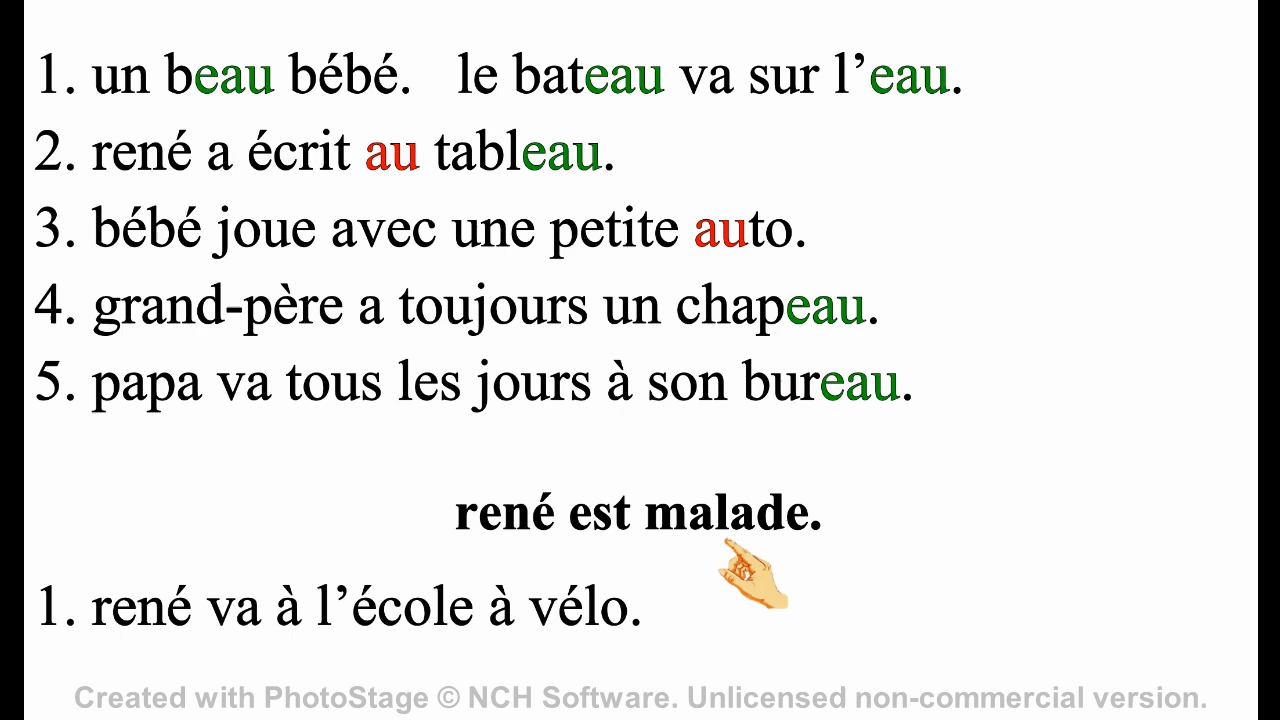 1. un beau bébé. le bateau va sur l’eau.
2. rené a écrit au tableau.
3. bébé joue avec une petite auto.
4. grand-père a toujours un chapeau.
5. papa va tous les jours à son bureau.
rené est malade.
1. rené va à l’école à vélo.
Created with PhotoStage © NCH Software. Unlicensed non-commercial version.